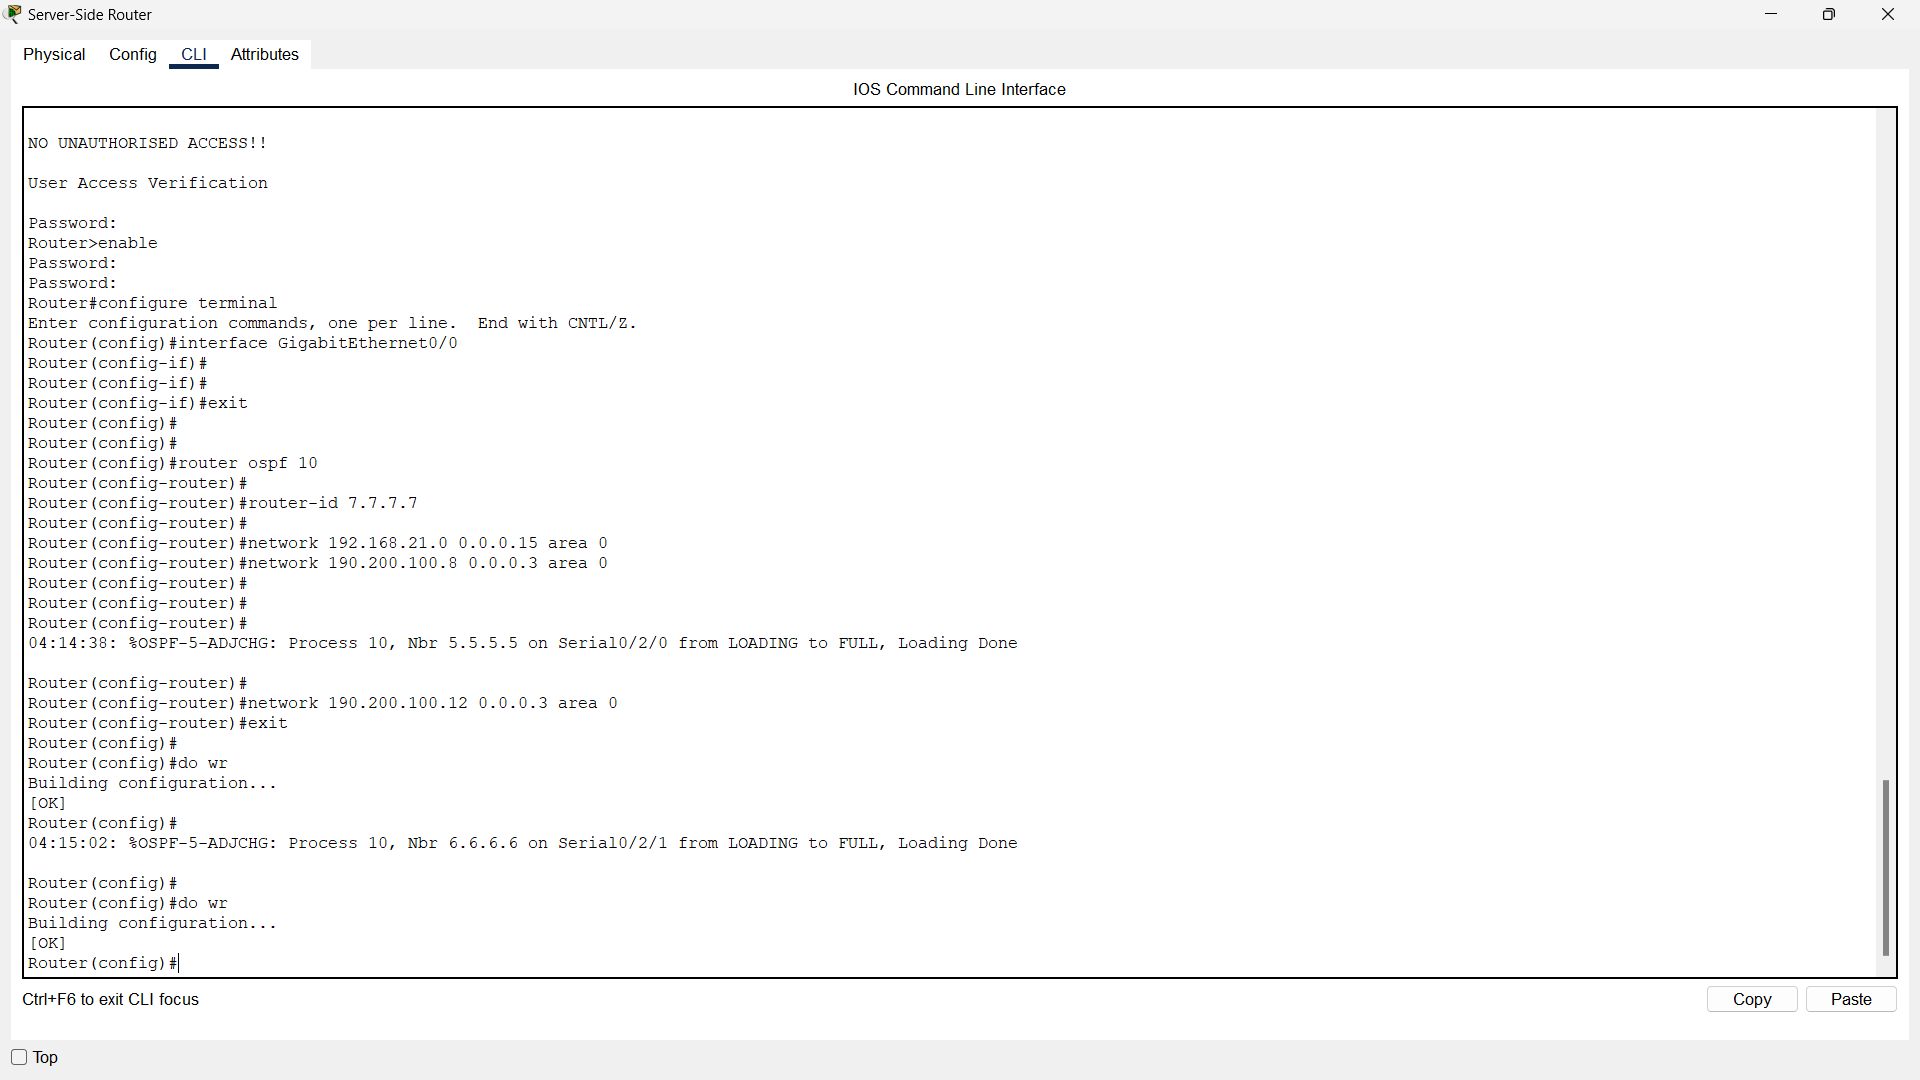 Server-Side Router
Physical Config CLI Attributes
IOS Command Line Interface
NO UNAUTHORISED ACCESS!!
User Access Verification
Password:
Router>enable
Password:
Password:
Router#configure terminal
Enter configuration commands, one per line.  End with CNTL/Z.
Router(config)#interface GigabitEthernet0/0
Router(config-if)#
Router(config-if)#
Router(config-if)#exit
Router(config)#
Router(config)#
Router(config)#router ospf 10
Router(config-router)#
Router(config-router)#router-id 7.7.7.7
Router(config-router)#
Router(config-router)#network 192.168.21.0 0.0.0.15 area 0
Router(config-router)#network 190.200.100.8 0.0.0.3 area 0
Router(config-router)#
Router(config-router)#
Router(config-router)#
04:14:38: %OSPF-5-ADJCHG: Process 10, Nbr 5.5.5.5 on Serial0/2/0 from LOADING to FULL, Loading Done
Router(config-router)#
Router(config-router)#network 190.200.100.12 0.0.0.3 area 0
Router(config-router)#exit
Router(config)#
Router(config)#do wr
Building configuration...
[OK]
Router(config)#
04:15:02: %OSPF-5-ADJCHG: Process 10, Nbr 6.6.6.6 on Serial0/2/1 from LOADING to FULL, Loading Done
Router(config)#
Router(config)#do wr
Building configuration...
[OK]
Router(config)#
Ctrl+F6 to exit CLI focus
Copy Paste
Top